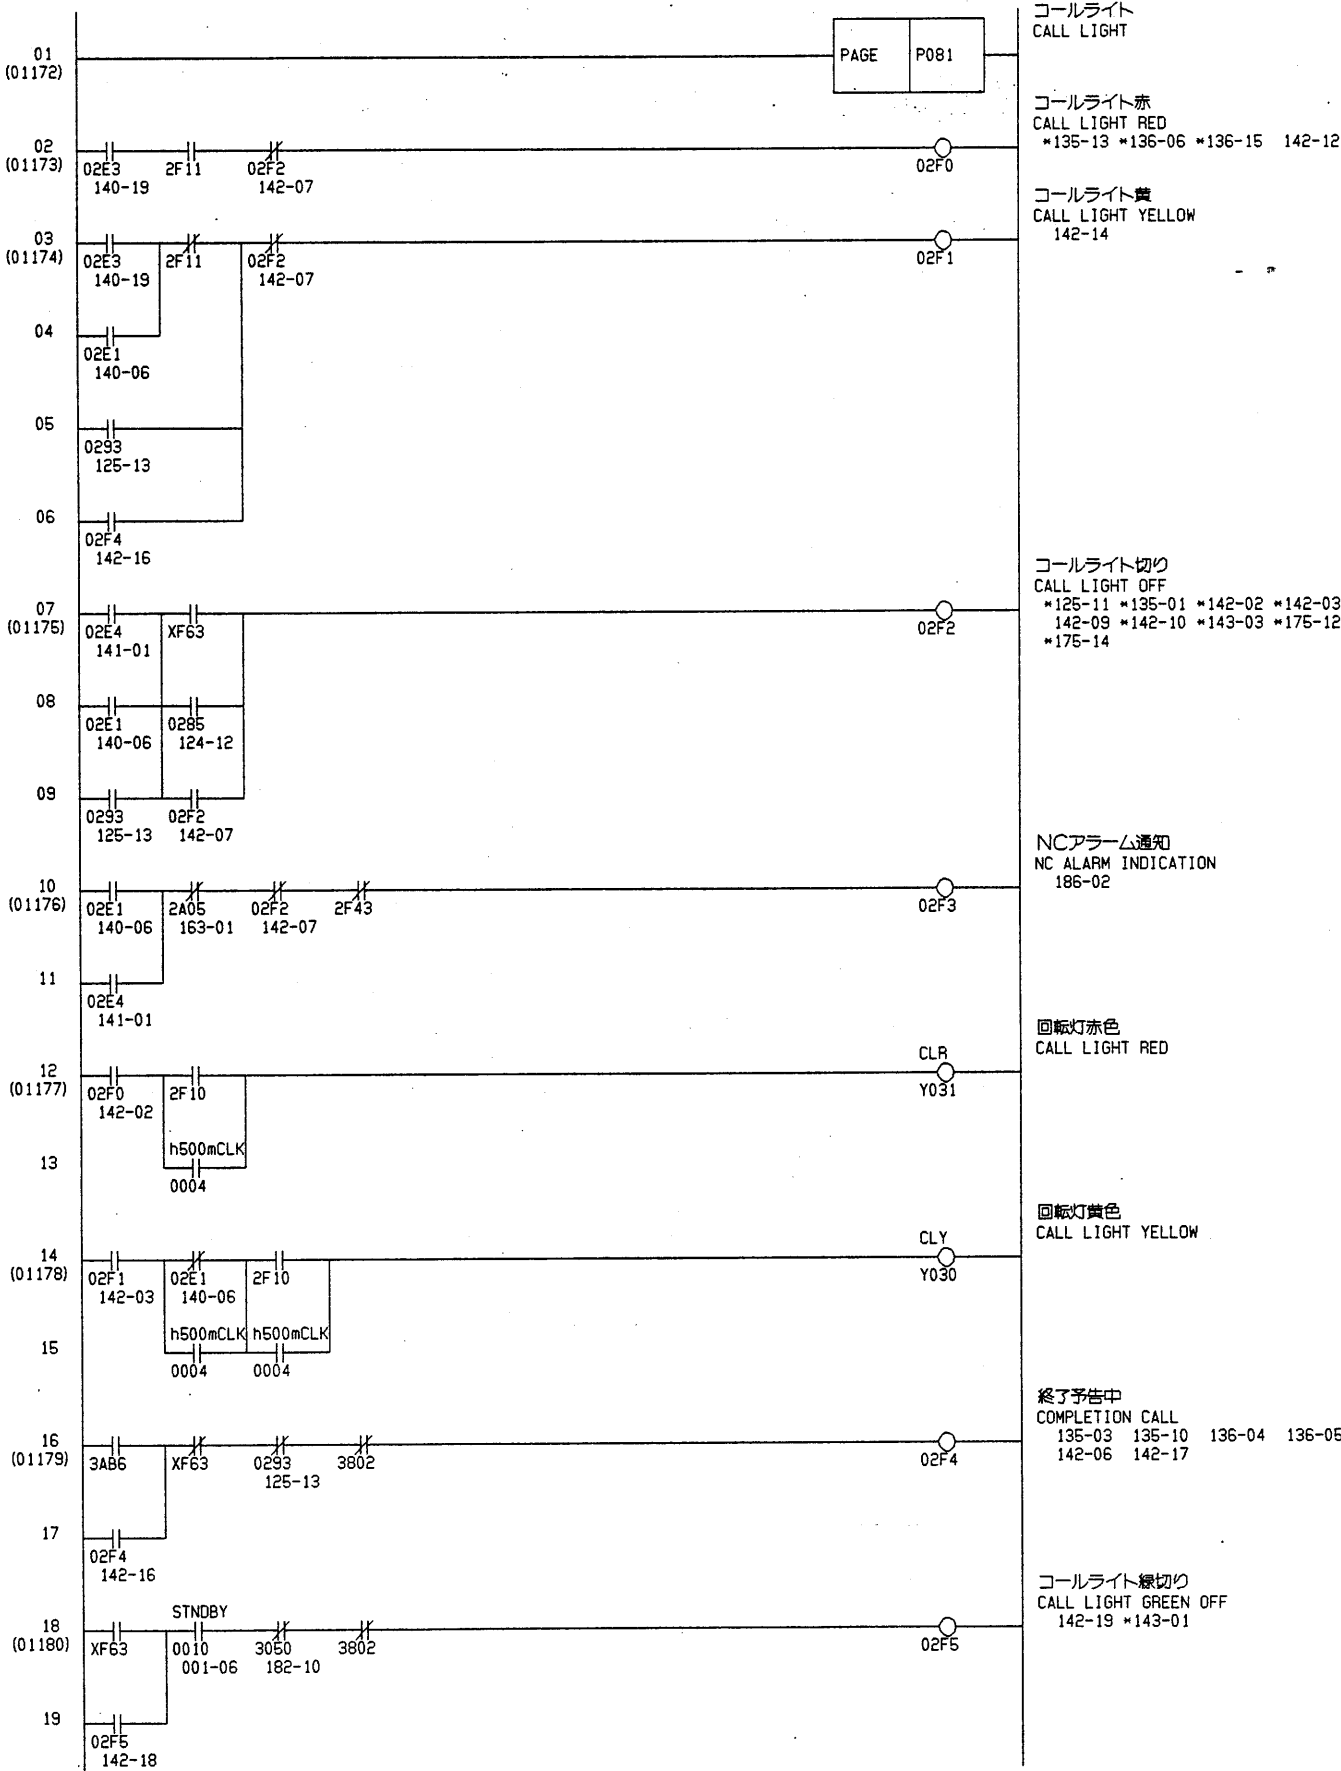 コールライト
CALL LIGHT
01
(01172)
PAGE P081
コールライト赤
CALL LIGHT RED
*135-13 *136-06 *136-15 142-12
02
(01173)
02E3 2F11 02F2 02F0
140-19 142-07
コールライト黄
CALL LIGHT YELLOW
142-14
03
(01174)
02E3 2F11 02F2 02F1
140-19 142-07
04
02E1
140-06
05
0293
125-13
06
02F4
142-16
コールライト切り
CALL LIGHT OFF
*125-11 *135-01 *142-02 *142-03
142-09 *142-10 *143-03 *175-12
*175-14
07
(01175)
02E4 XF63 02F2
141-01
08
02E1 0285
140-06 124-12
09
0293 02F2
125-13 142-07
NCアラーム通知
NC ALARM INDICATION
186-02
10
(01176)
02E1 2A05 02F2 2F43 02F3
140-06 163-01 142-07
11
02E4
141-01
回転灯赤色
CALL LIGHT RED
12
(01177)
CLR
02F0 2F10 Y031
142-02
h500mCLK
13
0004
回転灯黄色
CALL LIGHT YELLOW
14
(01178)
CLY
02F1 02E1 2F10 Y030
142-03 140-06
h500mCLK h500mCLK
15
0004 0004
終了予告中
COMPLETION CALL
135-03 135-10 136-04 136-05
142-06 142-17
16
(01179)
3AB6 XF63 0293 3802 02F4
125-13
17
02F4
142-16
コールライト緑切り
CALL LIGHT GREEN OFF
142-19 *143-01
18
(01180)
STNDBY
XF63 0010 3050 3802 02F5
001-06 182-10
19
02F5
142-18